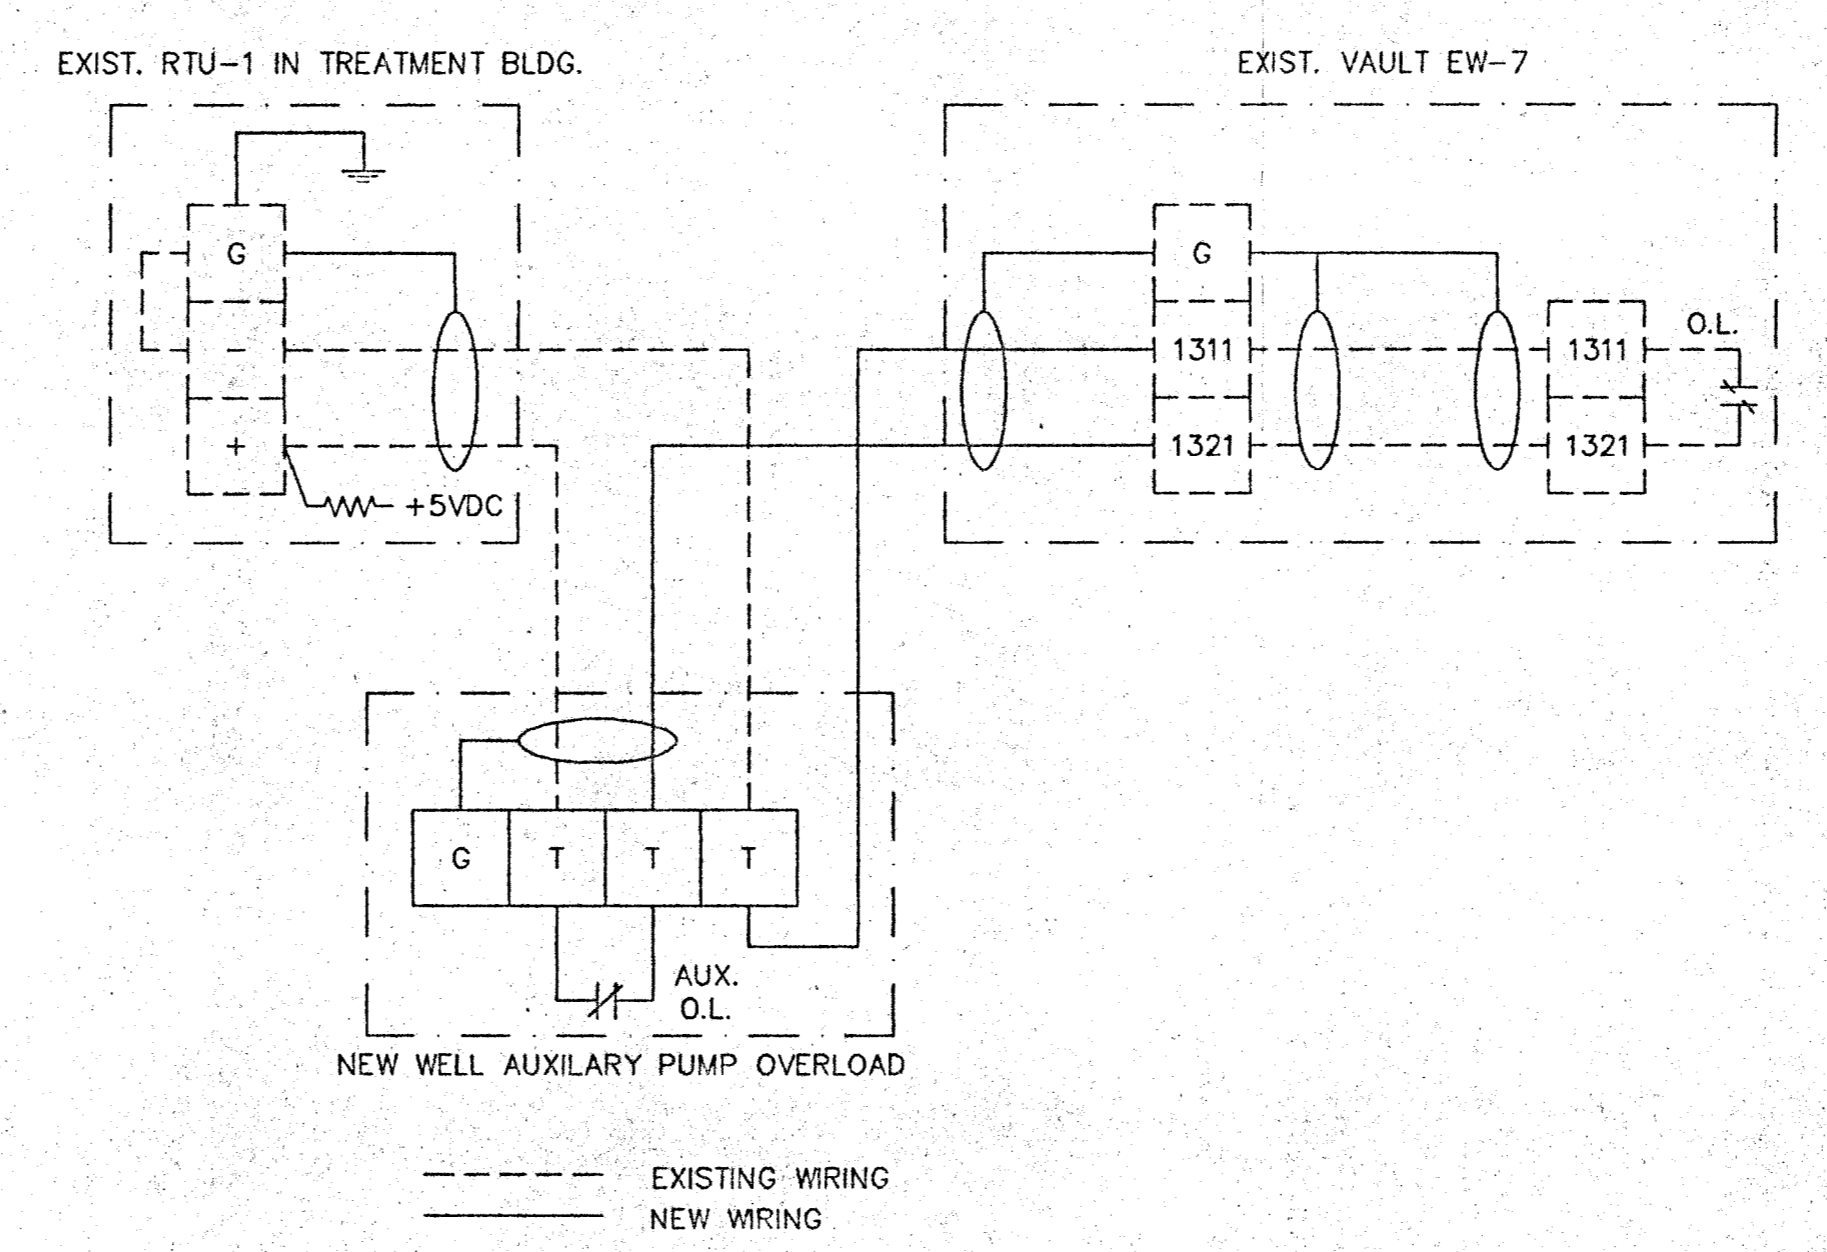 EXIST. RTU-1 IN TREATMENT BLDG.
EXIST. VAULT EW-7
G
-
+
+5VDC
G
1311
1321
1311
1321
O.L.
G T T T
AUX.
O.L.
NEW WELL AUXILARY PUMP OVERLOAD
EXISTING WIRING
NEW WIRING